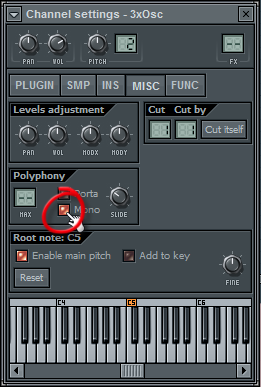 Channel settings - 3xOsc
PAN VOL PITCH 2 FX
PLUGIN SMP INS MISC FUNC
Levels adjustment
PAN VOL MODX MODY
Cut Cut by
1 1 Cut itself
Polyphony
Porta
Mono
MAX SLIDE
Root note: C5
Enable main pitch Add to key
Reset
FINE
C4 C5 C6